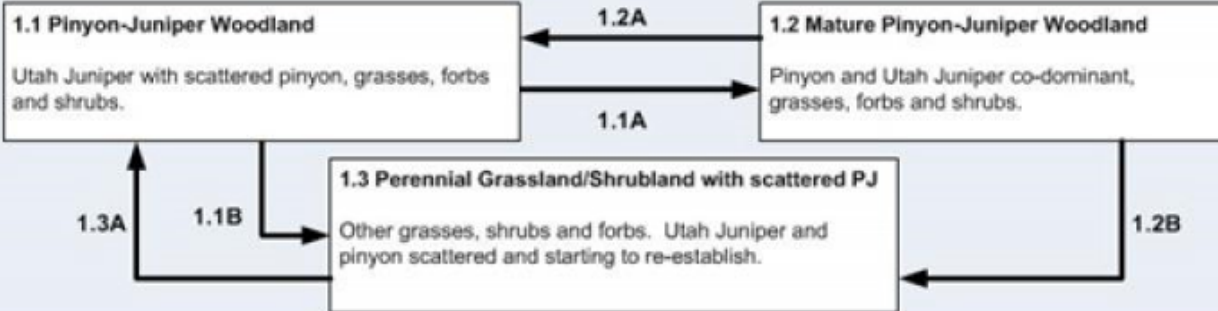 1.1 Pinyon-Juniper Woodland
Utah Juniper with scattered pinyon, grasses, forbs
and shrubs.
1.2A
1.1A
1.2 Mature Pinyon-Juniper Woodland
Pinyon and Utah Juniper co-dominant,
grasses, forbs and shrubs.
1.3A
1.1B
1.3 Perennial Grassland/Shrubland with scattered PJ
Other grasses, shrubs and forbs. Utah Juniper and
pinyon scattered and starting to re-establish.
1.2B